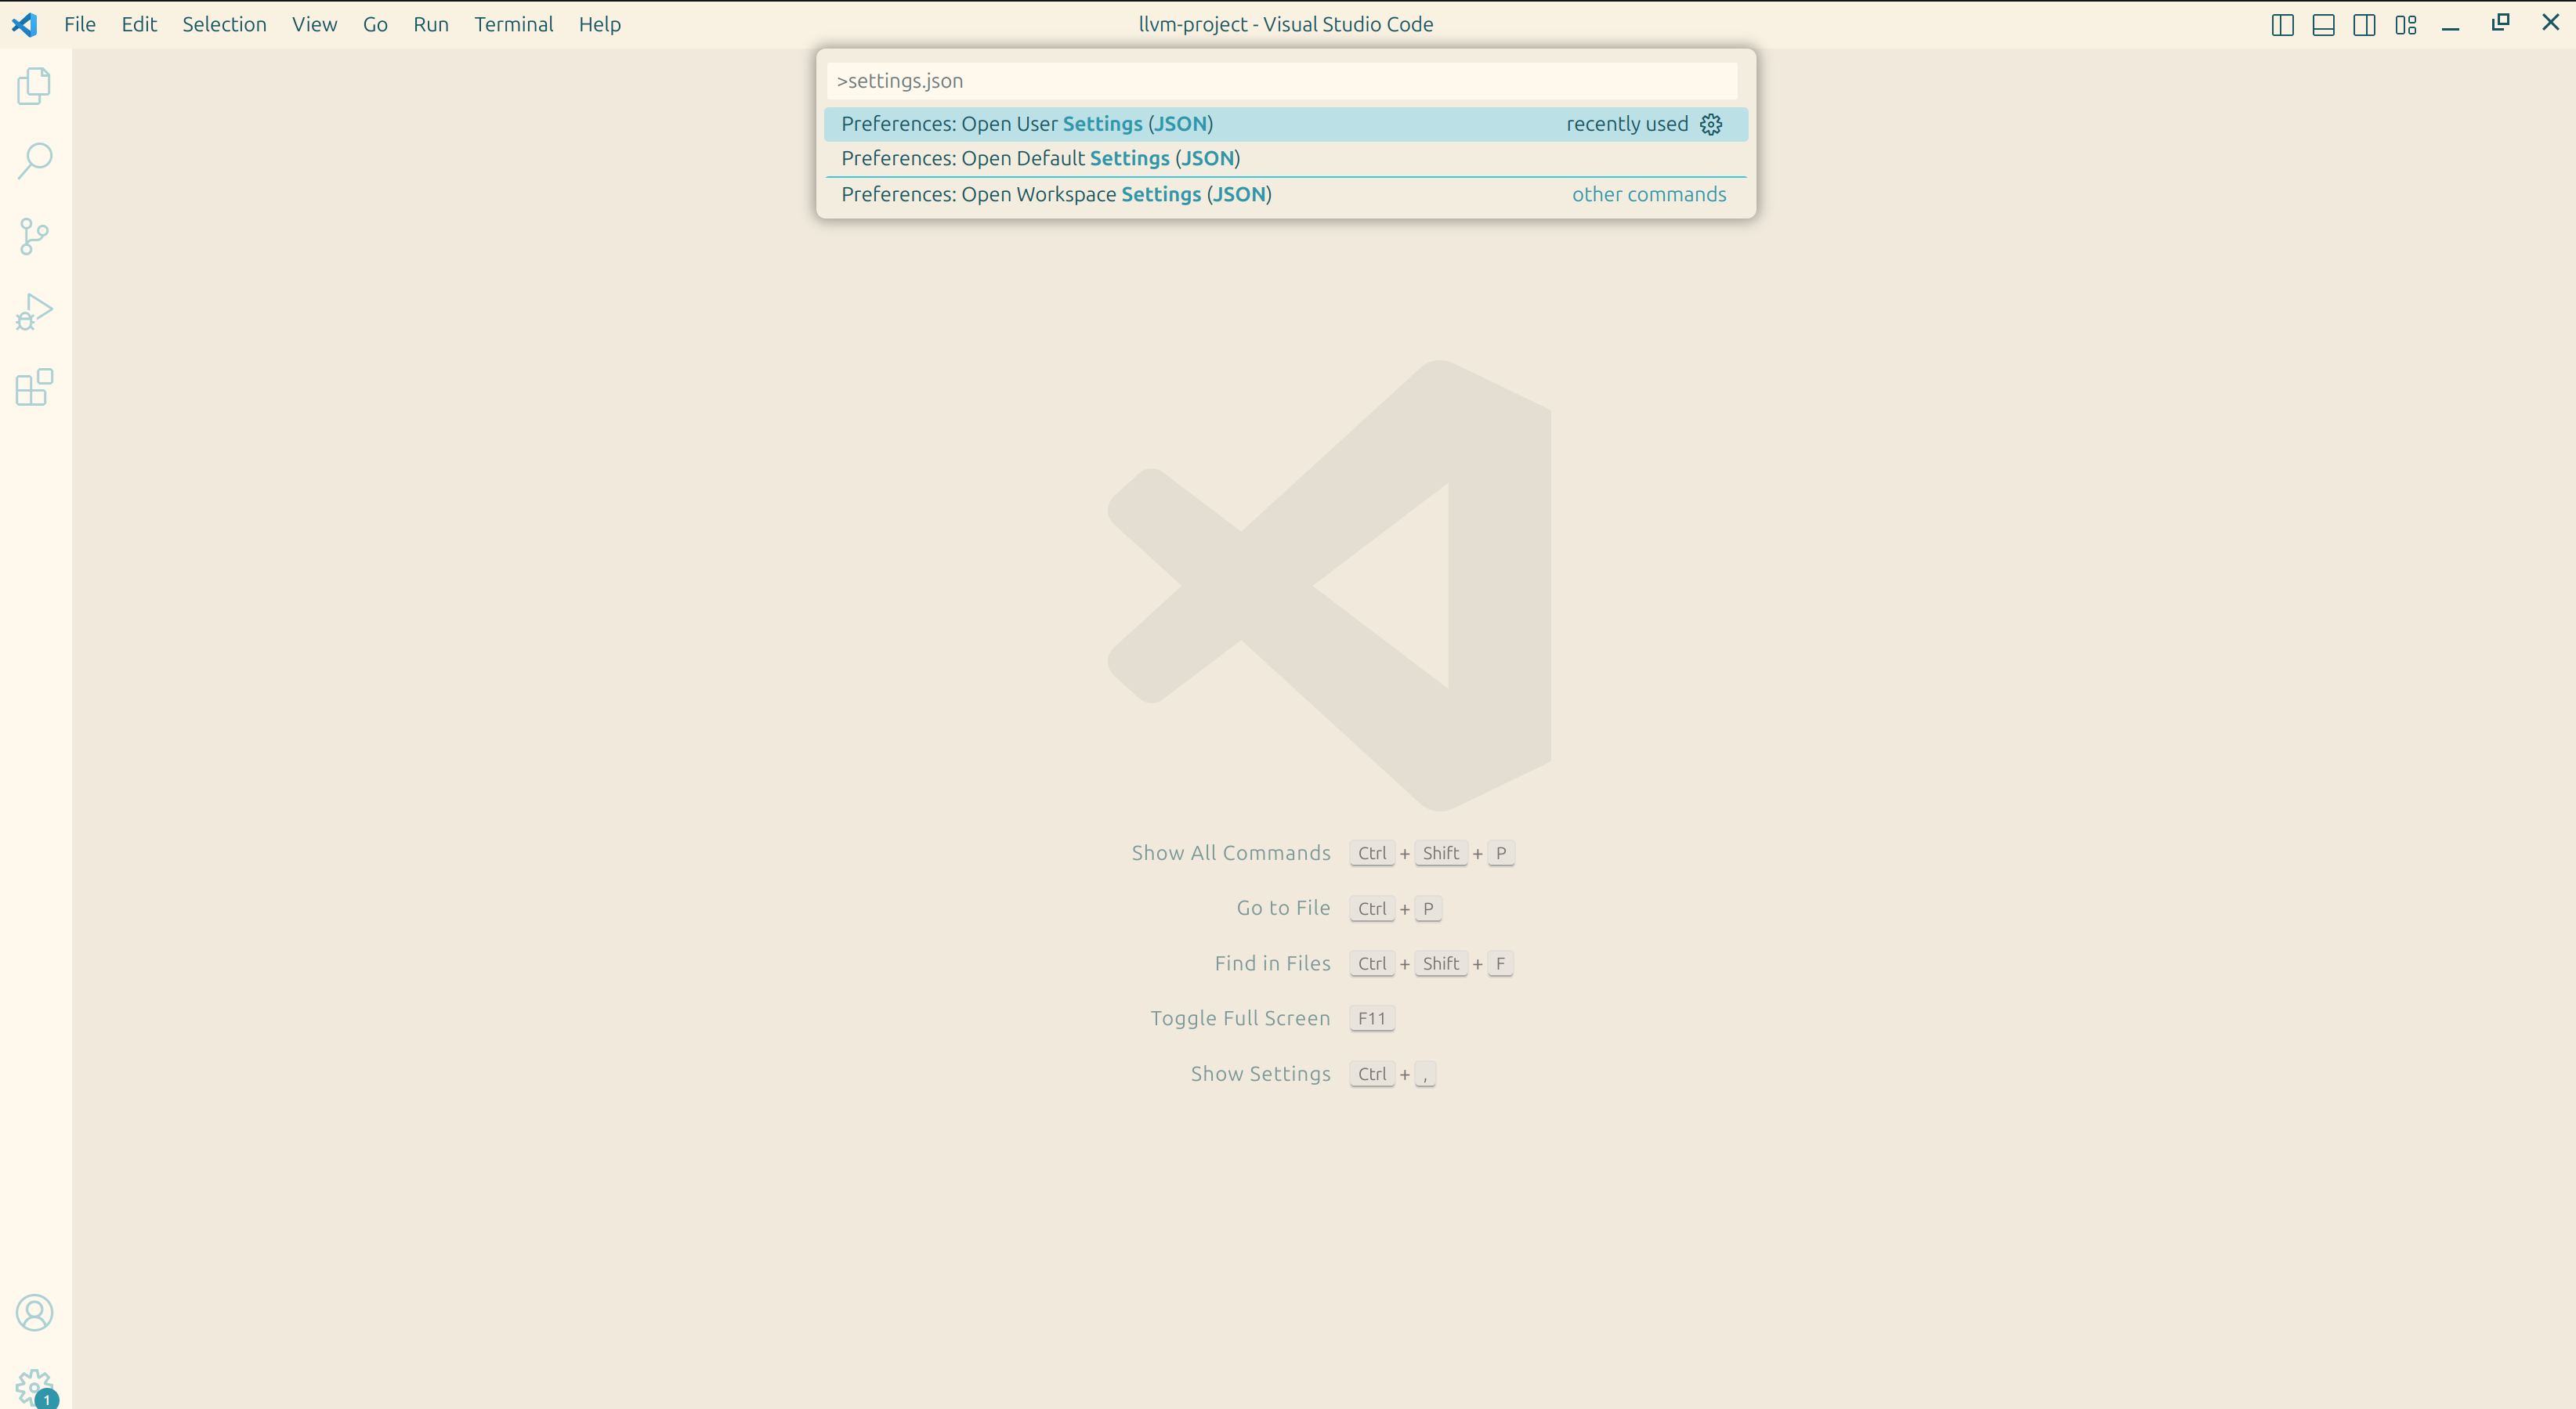 File Edit Selection View Go Run Terminal Help llvm-project - Visual Studio Code
>settings.json
Preferences: Open User Settings (JSON) recently used
Preferences: Open Default Settings (JSON)
Preferences: Open Workspace Settings (JSON) other commands
Show All Commands Ctrl + Shift + P
Go to File Ctrl + P
Find in Files Ctrl + Shift + F
Toggle Full Screen F11
Show Settings Ctrl + ,
1